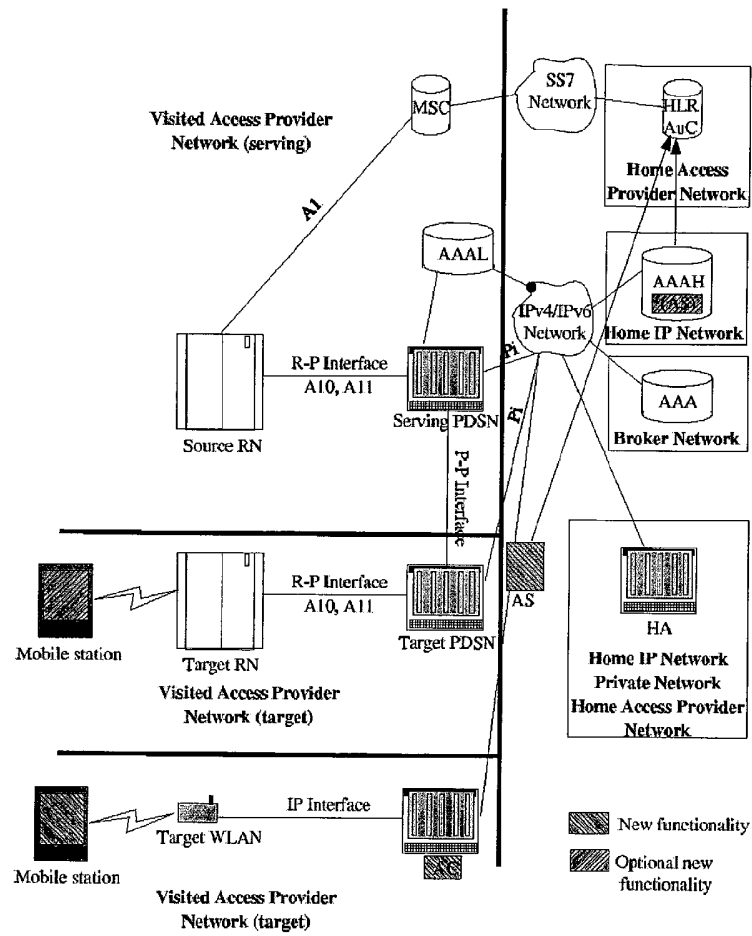 SS7
Network
MSC
HLR
AuC
Visited Access Provider
Network (serving)
Home Access
Provider Network
A1
AAAL
AAAH
(AS)
IPv4/IPv6
Network
Home IP Network
R-P Interface
A10, A11
Pi
Serving PDSN
Source RN
Pi
AAA
Broker Network
P-P Interface
R-P Interface
A10, A11
AS
Mobile station
Target RN
Target PDSN
HA
Visited Access Provider
Network (target)
Home IP Network
Private Network
Home Access Provider
Network
IP Interface
Target WLAN
AC
Mobile station
New functionality
Optional new
functionality
Visited Access Provider
Network (target)